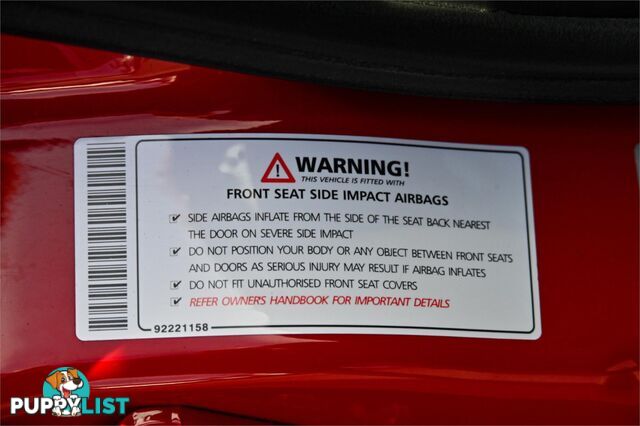 WARNING!
THIS VEHICLE IS FITTED WITH
FRONT SEAT SIDE IMPACT AIRBAGS
SIDE AIRBAGS INFLATE FROM THE SIDE OF THE SEAT BACK NEAREST
THE DOOR ON SEVERE SIDE IMPACT
DO NOT POSITION YOUR BODY OR ANY OBJECT BETWEEN FRONT SEATS
AND DOORS AS SERIOUS INJURY MAY RESULT IF AIRBAG INFLATES
DO NOT FIT UNAUTHORISED FRONT SEAT COVERS
REFER OWNERS HANDBOOK FOR IMPORTANT DETAILS
92221158
PUPPYLIST